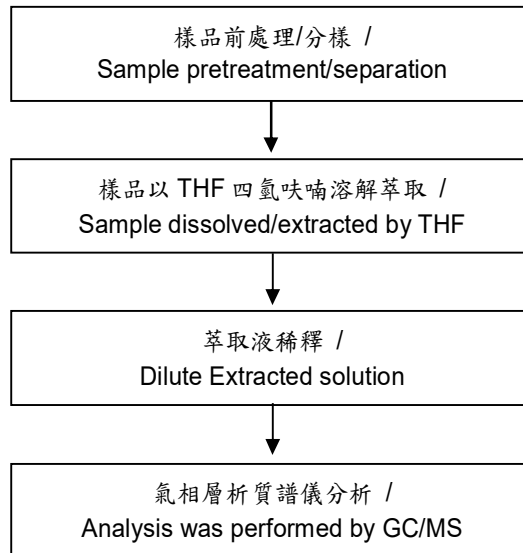 樣品前處理/分樣 /
Sample pretreatment/separation
樣品以 THF 四氫呋喃溶解萃取 /
Sample dissolved/extracted by THF
萃取液稀釋 /
Dilute Extracted solution
氣相層析質譜儀分析 /
Analysis was performed by GC/MS